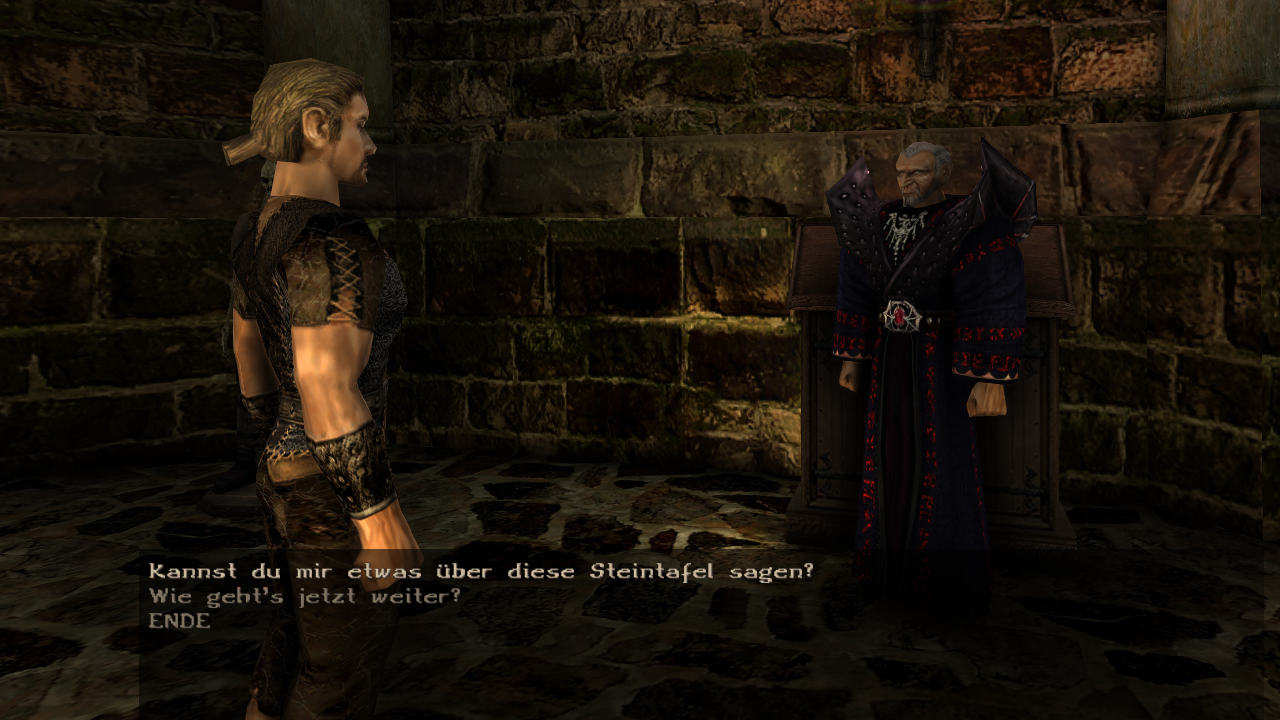 Kannst du mir etwas über diese Steintafel sagen?
Wie geht's jetzt weiter?
ENDE